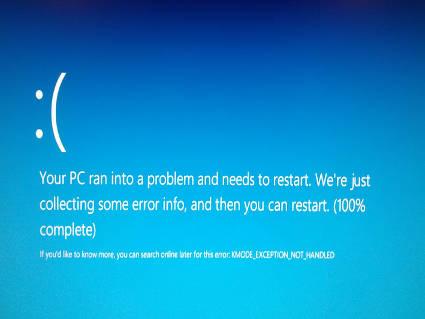 :(
Your PC ran into a problem and needs to restart. We're just
collecting some error info, and then you can restart. (100%
complete)
If you'd like to know more, you can search online later for this error: KMODE_EXCEPTION_NOT_HANDLED